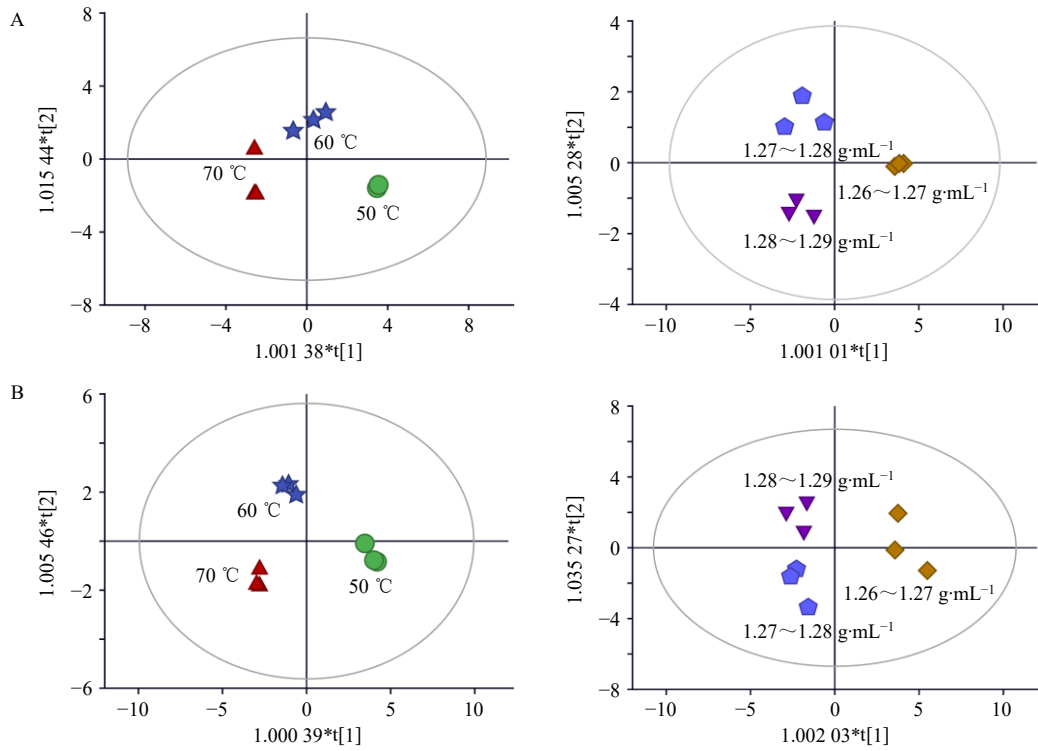 A
8
4
0
−4
−8
−8
−4
0
4
8
1.015 44*t[2]
1.001 38*t[1]
60 ℃
70 ℃
50 ℃
4
2
0
−2
−4
−10
−5
0
5
10
1.005 28*t[2]
1.001 01*t[1]
1.27～1.28 g·mL⁻¹
1.26～1.27 g·mL⁻¹
1.28～1.29 g·mL⁻¹
B
6
2
−2
−6
−10
−5
0
5
10
1.005 46*t[2]
1.000 39*t[1]
60 ℃
70 ℃
50 ℃
8
4
0
−4
−8
−10
−5
0
5
10
1.035 27*t[2]
1.002 03*t[1]
1.28～1.29 g·mL⁻¹
1.26～1.27 g·mL⁻¹
1.27～1.28 g·mL⁻¹